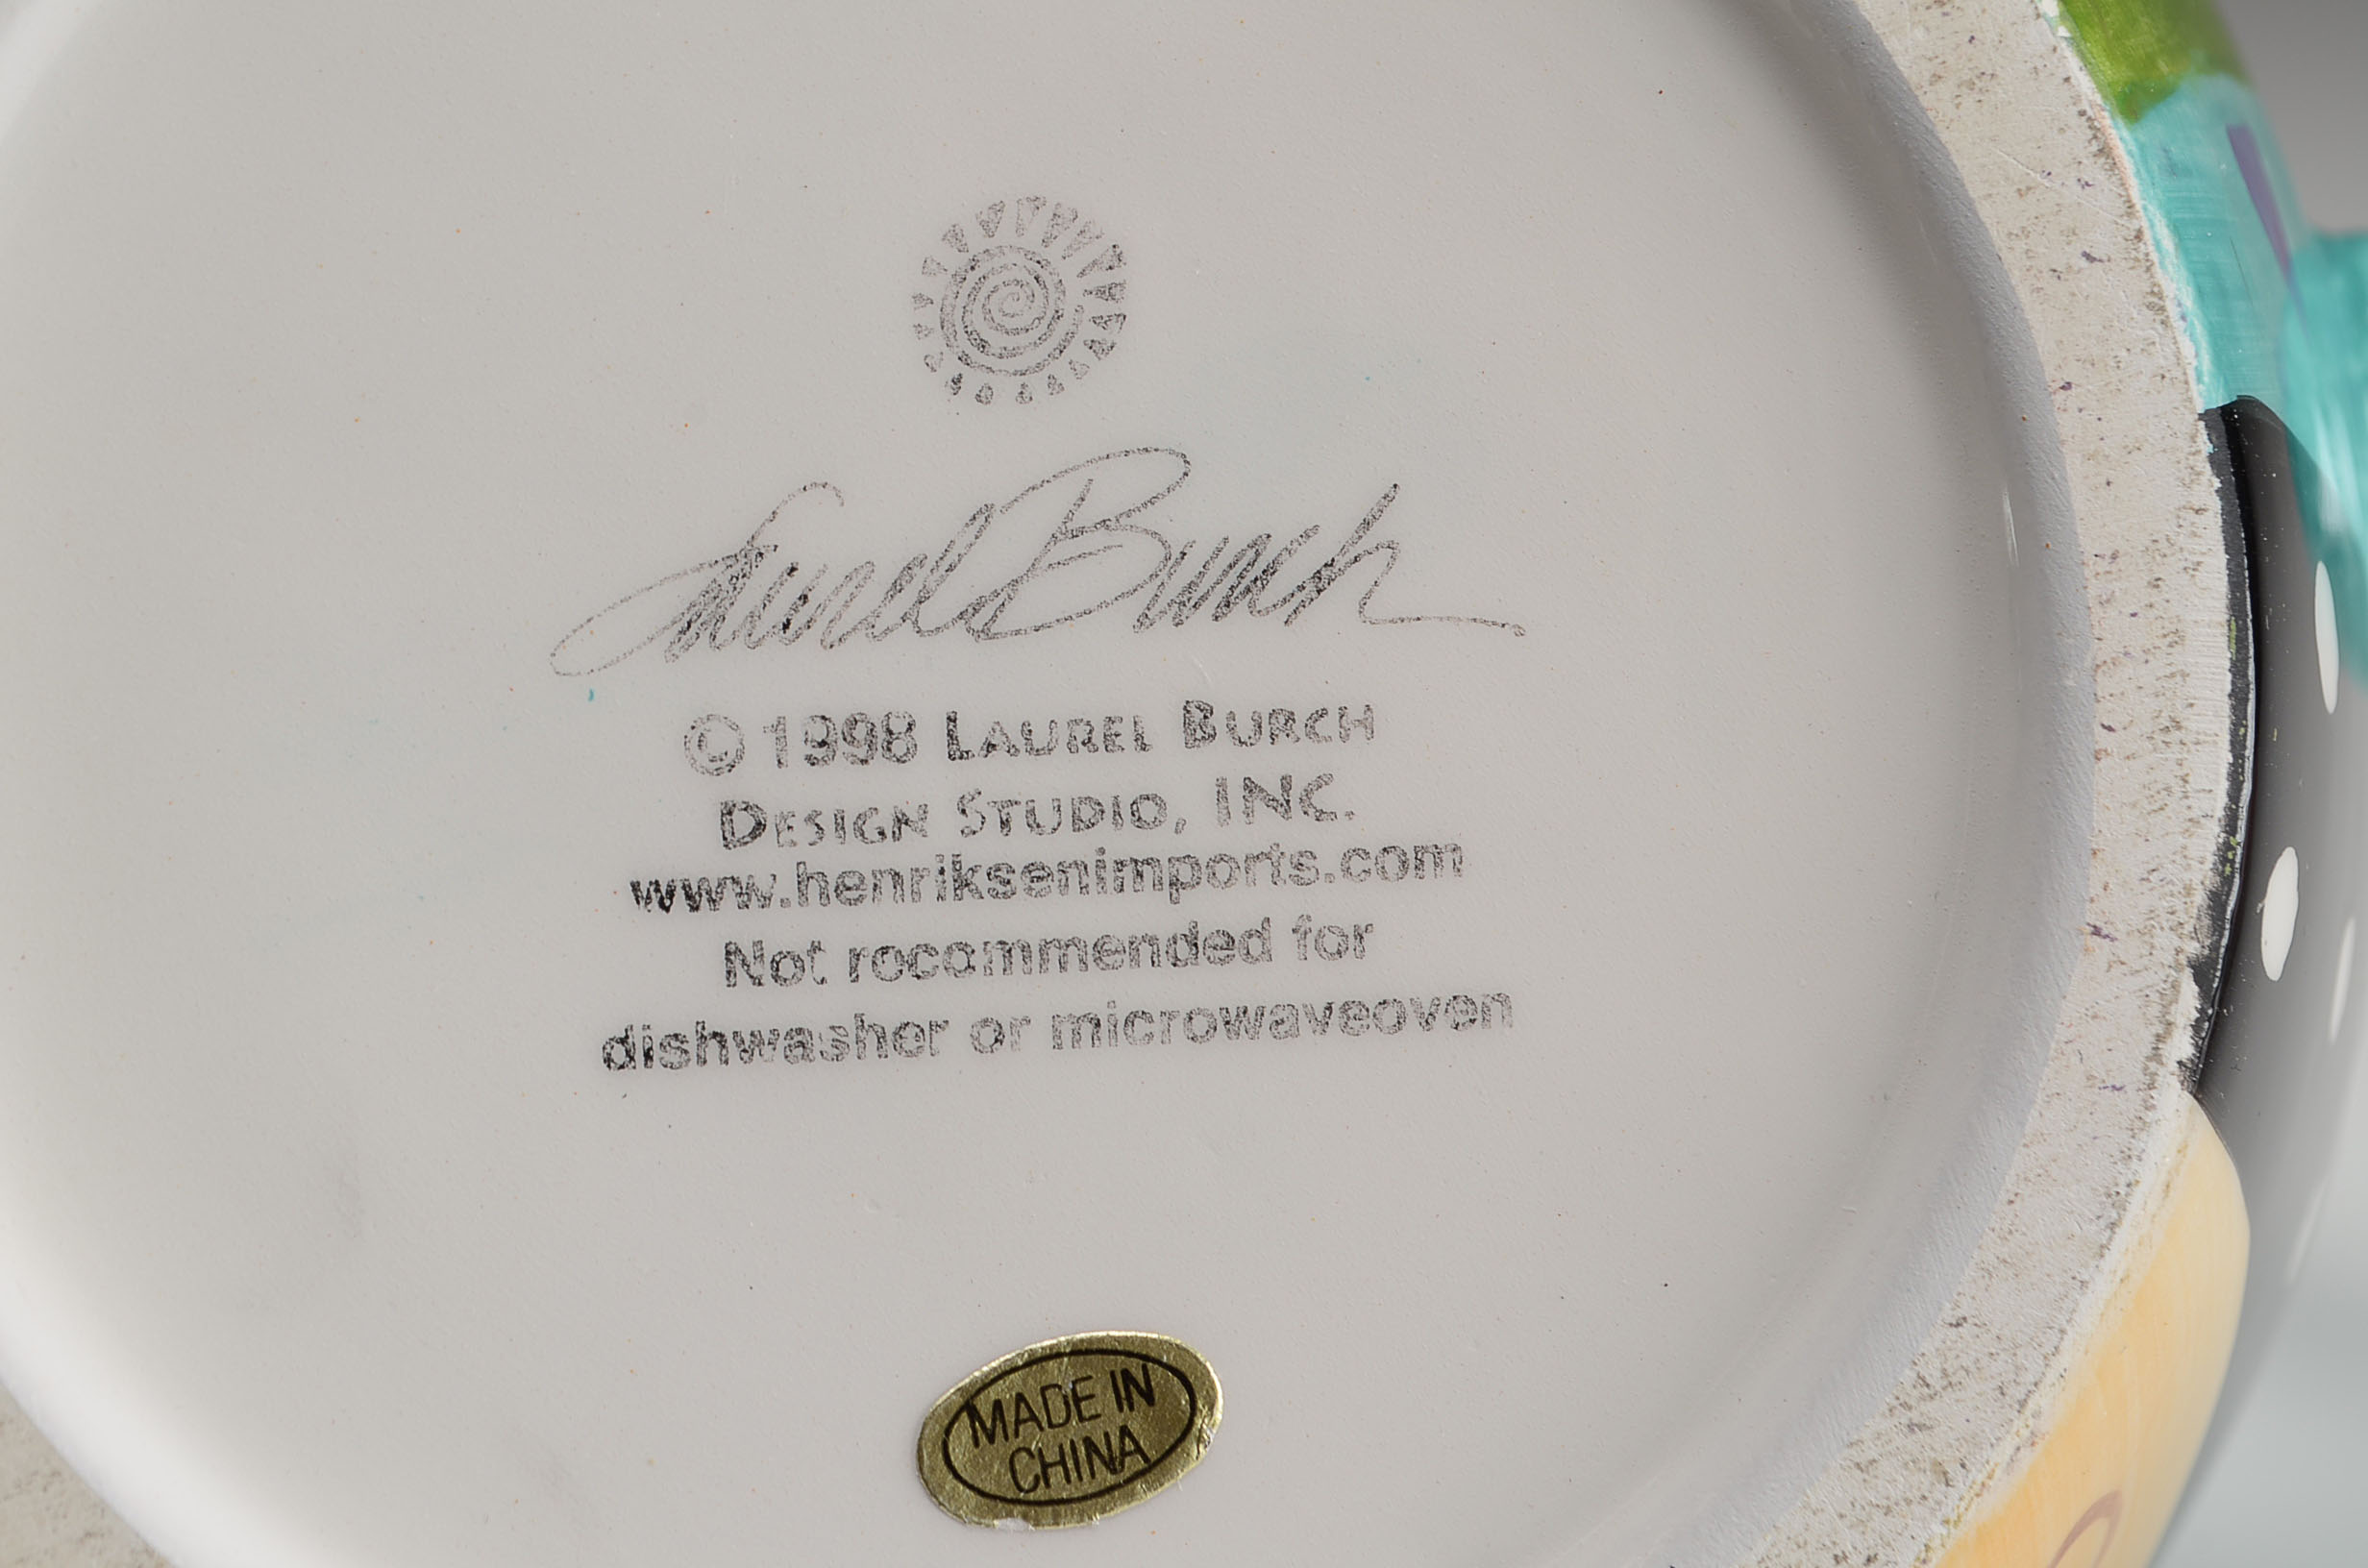 Laurel Burch
© 1998 LAUREL BURCH
DESIGN STUDIO, INC.
www.henriksenimports.com
Not rocommended for
dishwasher or microwaveoven
MADE IN
CHINA